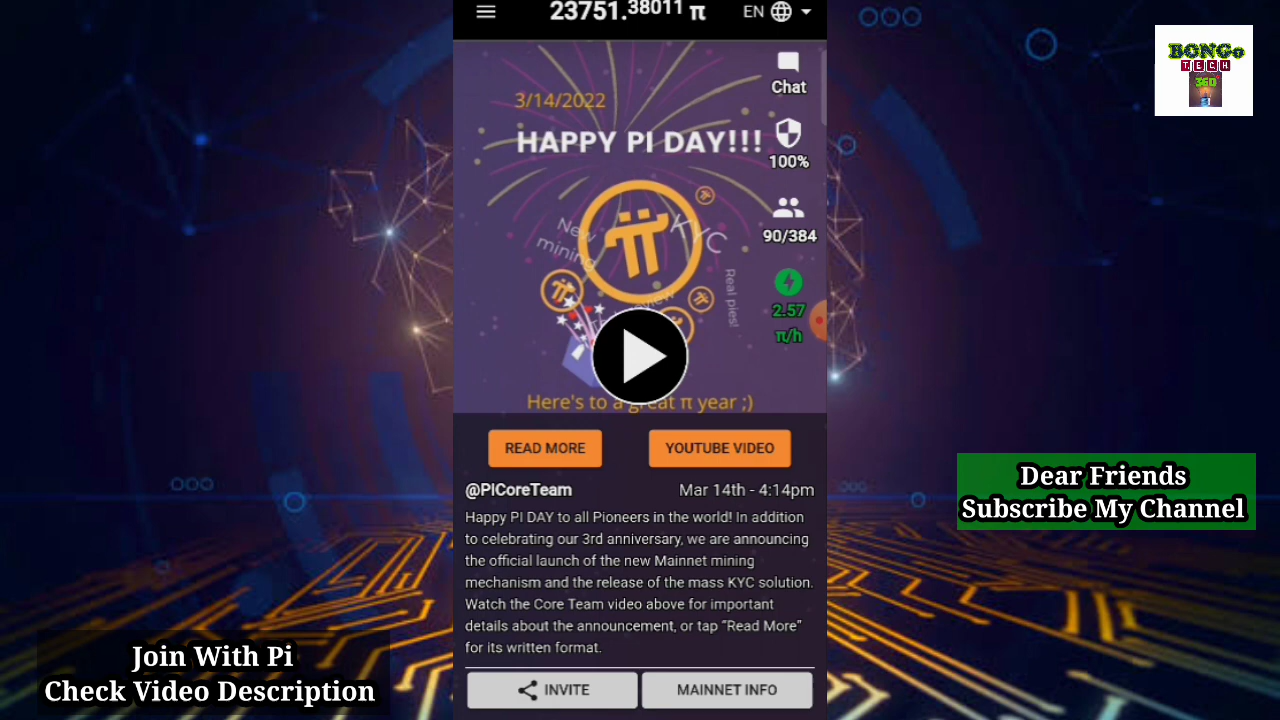 23751.38011 π
EN
BONGo
TECH
360
Chat
3/14/2022
HAPPY PI DAY!!!
100%
New
mining
KYC
90/384
Real pies!
2.57
π/h
Here's to a great π year ;)
READ MORE
YOUTUBE VIDEO
@PiCoreTeam
Mar 14th - 4:14pm
Happy PI DAY to all Pioneers in the world! In addition
to celebrating our 3rd anniversary, we are announcing
the official launch of the new Mainnet mining
mechanism and the release of the mass KYC solution.
Watch the Core Team video above for important
details about the announcement, or tap “Read More”
for its written format.
INVITE
MAINNET INFO
Dear Friends
Subscribe My Channel
Join With Pi
Check Video Description